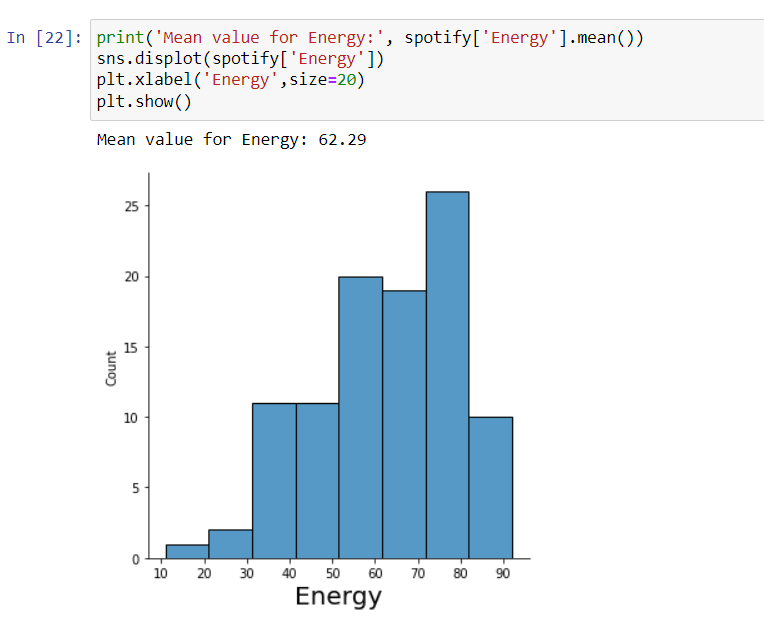 In [22]: print('Mean value for Energy:', spotify['Energy'].mean())
sns.displot(spotify['Energy'])
plt.xlabel('Energy',size=20)
plt.show()
Mean value for Energy: 62.29
25
20
15
10
5
0
Count
10 20 30 40 50 60 70 80 90
Energy